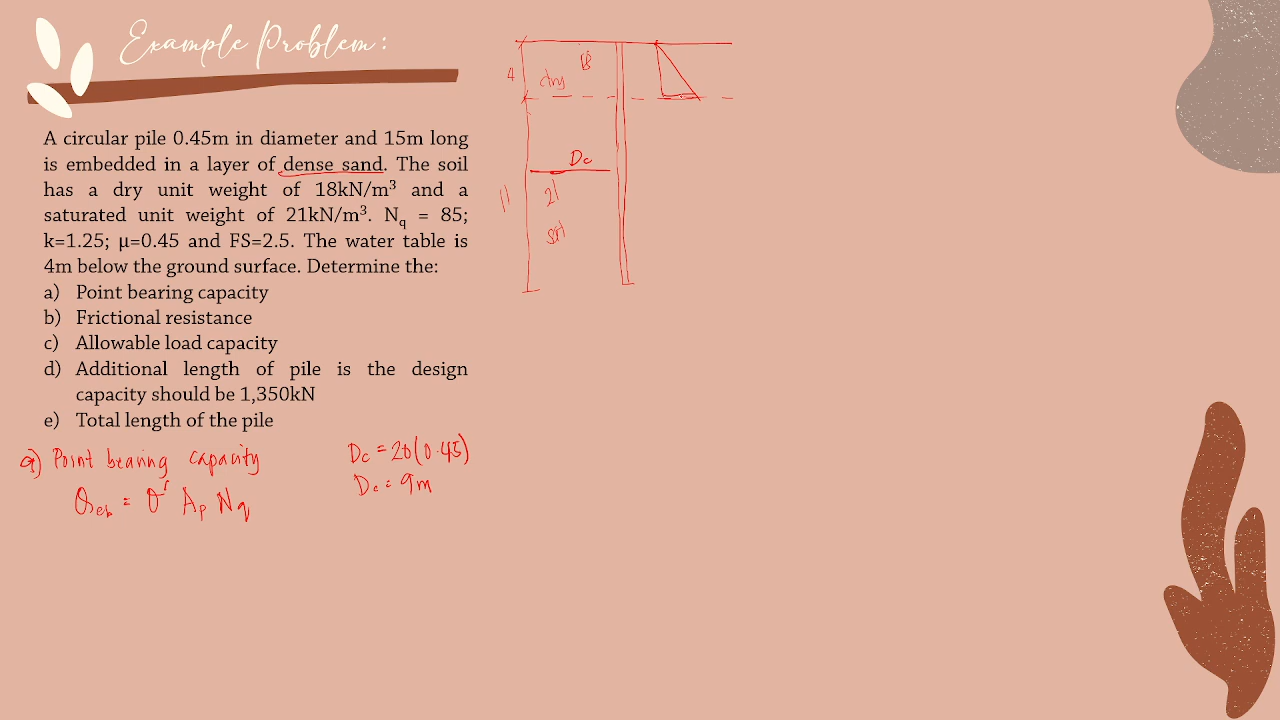 Example Problem:
A circular pile 0.45m in diameter and 15m long
is embedded in a layer of dense sand. The soil
has a dry unit weight of 18kN/m³ and a
saturated unit weight of 21kN/m³. Nq = 85;
k=1.25; μ=0.45 and FS=2.5. The water table is
4m below the ground surface. Determine the:
a) Point bearing capacity
b) Frictional resistance
c) Allowable load capacity
d) Additional length of pile is the design
capacity should be 1,350kN
e) Total length of the pile
a) Point bearing capacity
Dc = 20(0.45)
Dc = 9m
Ap Nq
4
dry
18
Dc
11
21
sat